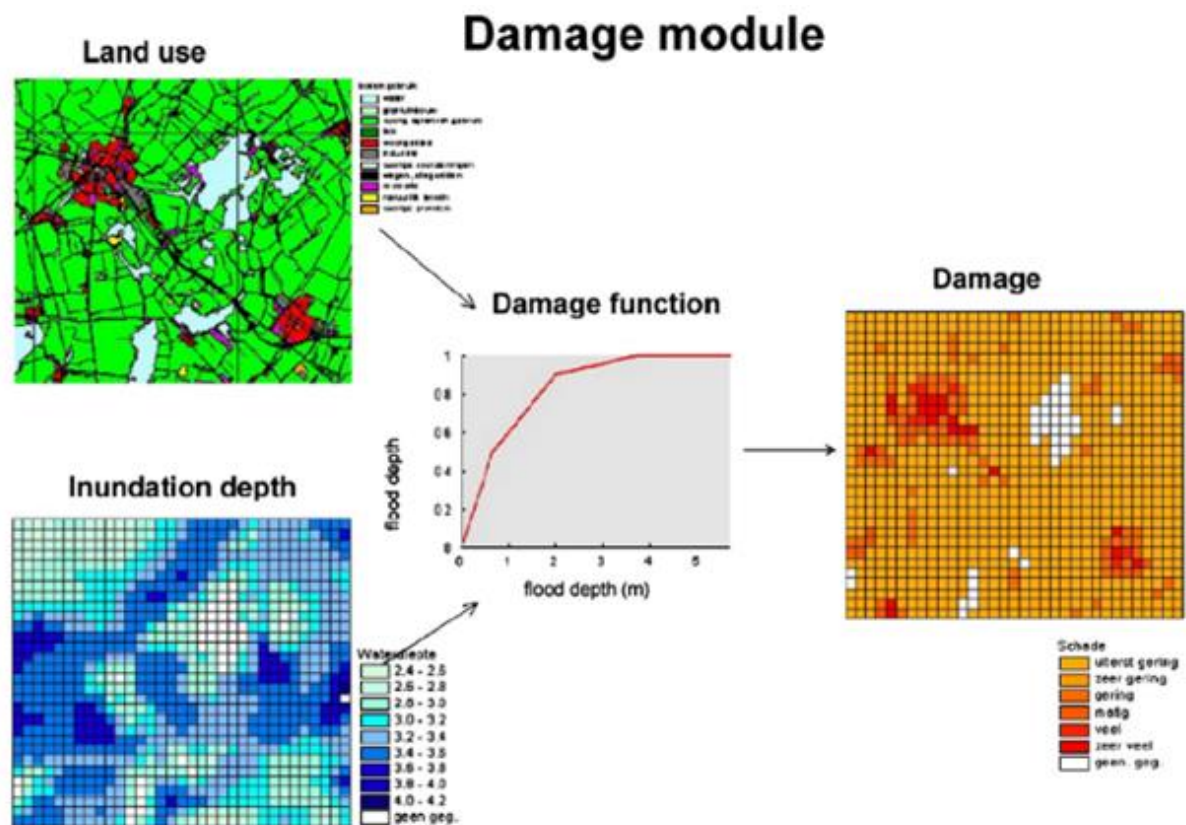 Damage module
Land use
water
bos
industrie
Damage function
1
0.8
0.6
0.4
0.2
0
flood depth
0 1 2 3 4 5
flood depth (m)
Inundation depth
Waterdiepte
2.4 - 2.6
2.6 - 2.8
2.8 - 3.0
3.0 - 3.2
3.2 - 3.4
3.4 - 3.6
3.6 - 3.8
3.8 - 4.0
4.0 - 4.2
geen geg.
Damage
Schade
uiterst gering
zeer gering
gering
matig
veel
zeer veel
geen. geg.